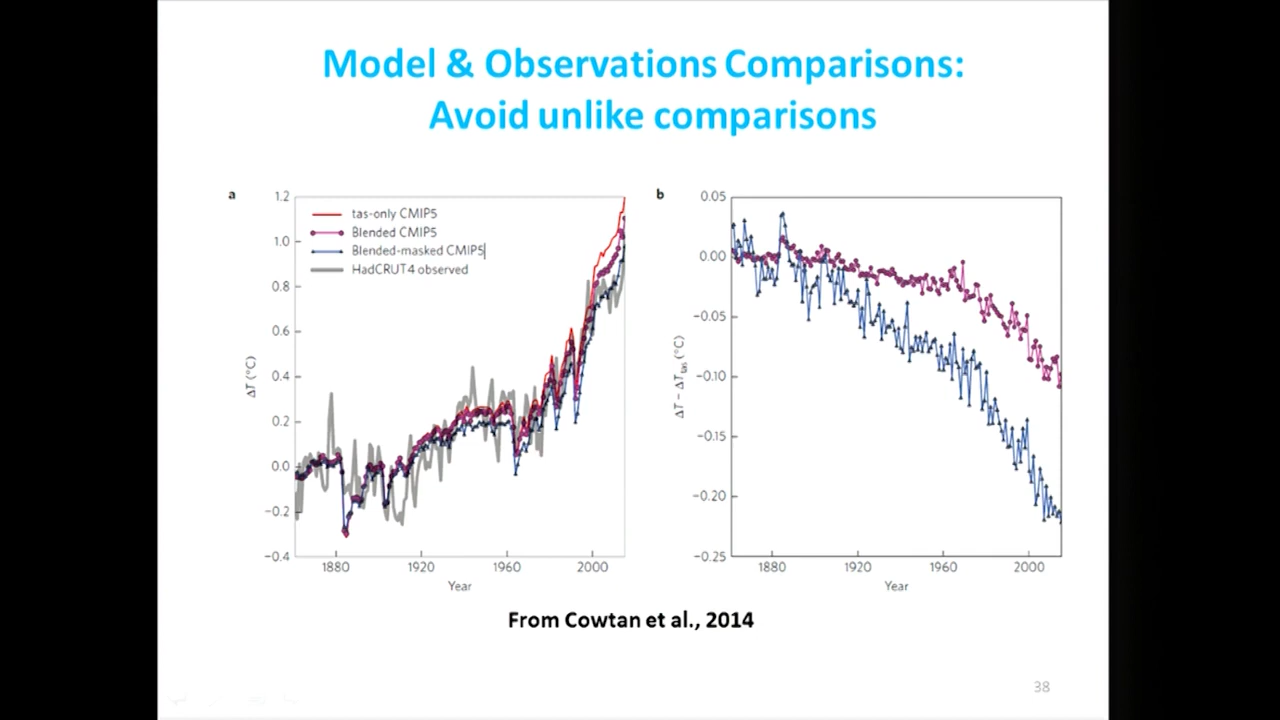 Model & Observations Comparisons:
Avoid unlike comparisons
a
1.2
1.0
0.8
0.6
0.4
0.2
0.0
−0.2
−0.4
ΔT (°C)
tas-only CMIP5
Blended CMIP5
Blended-masked CMIP5
HadCRUT4 observed
1880
1920
1960
2000
Year
b
0.05
0.00
−0.05
−0.10
−0.15
−0.20
−0.25
ΔT − ΔTtas (°C)
1880
1920
1960
2000
Year
From Cowtan et al., 2014
38